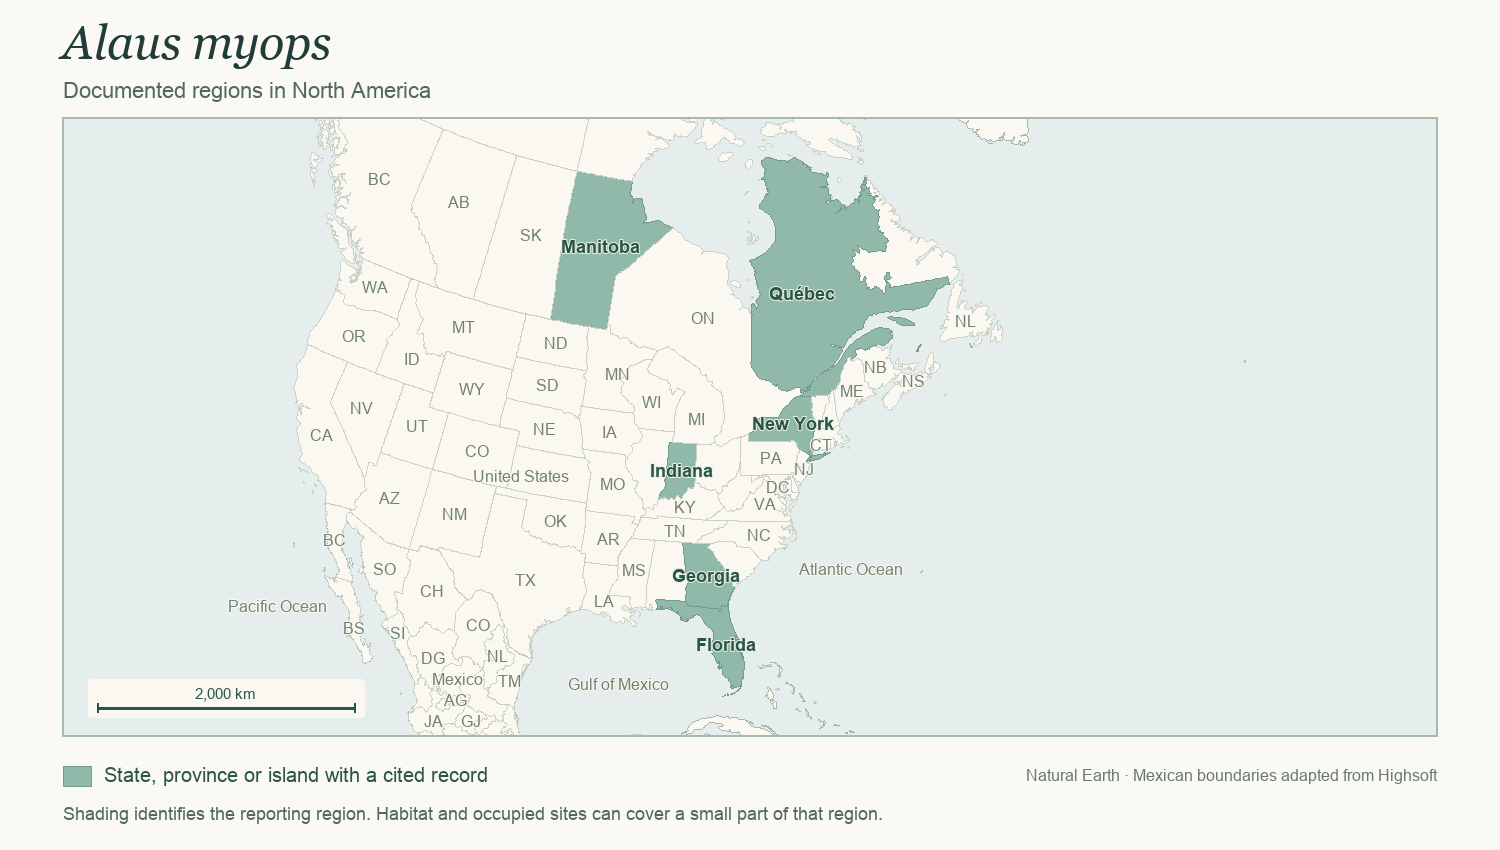 Alaus myops
Documented regions in North America
BC
AB
SK
Manitoba
Québec
WA
MT
ON
NL
OR
ID
ND
MN
NB
WY
SD
WI
ME
NS
NV
UT
NE
IA
MI
New York
CA
CO
CT
United States
MO
Indiana
PA
NJ
AZ
NM
KY
DC
VA
OK
AR
TN
NC
BC
SO
CH
TX
MS
Georgia
Atlantic Ocean
Pacific Ocean
LA
BS
SI
CO
Florida
DG
NL
Mexico
TM
Gulf of Mexico
AG
JA
GJ
2,000 km
State, province or island with a cited record
Natural Earth · Mexican boundaries adapted from Highsoft
Shading identifies the reporting region. Habitat and occupied sites can cover a small part of that region.